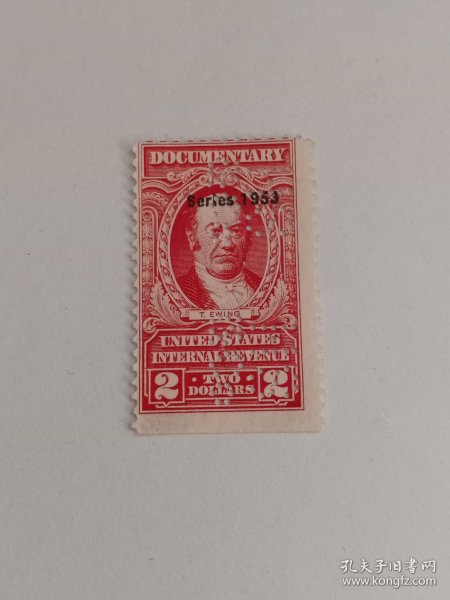 DOCUMENTARY
Series 1953
T. EWING
UNITED STATES
INTERNAL REVENUE
2 · TWO · 2
DOLLARS
孔夫子旧书网
www.kongfz.com